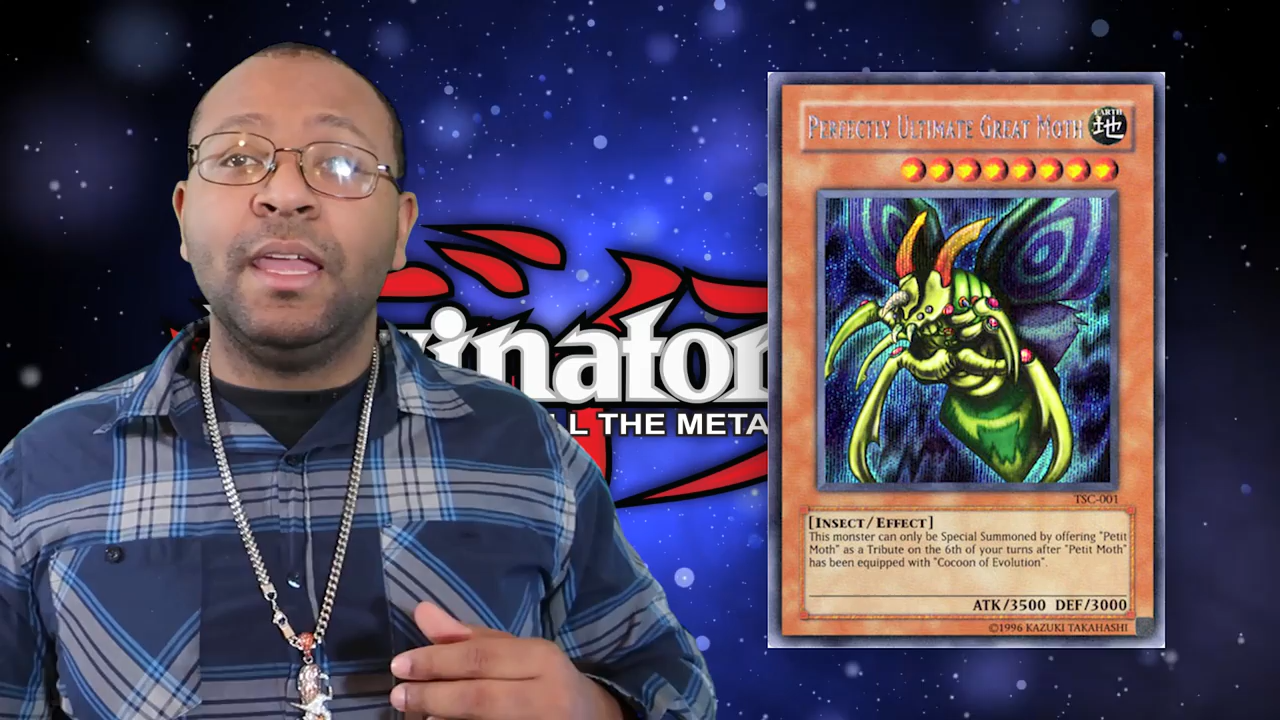 PERFECTLY ULTIMATE GREAT MOTH
EARTH
地
TSC-001
[INSECT/EFFECT]
This monster can only be Special Summoned by offering "Petit
Moth" as a Tribute on the 6th of your turns after "Petit Moth"
has been equipped with "Cocoon of Evolution".
ATK/3500 DEF/3000
©1996 KAZUKI TAKAHASHI
THE META